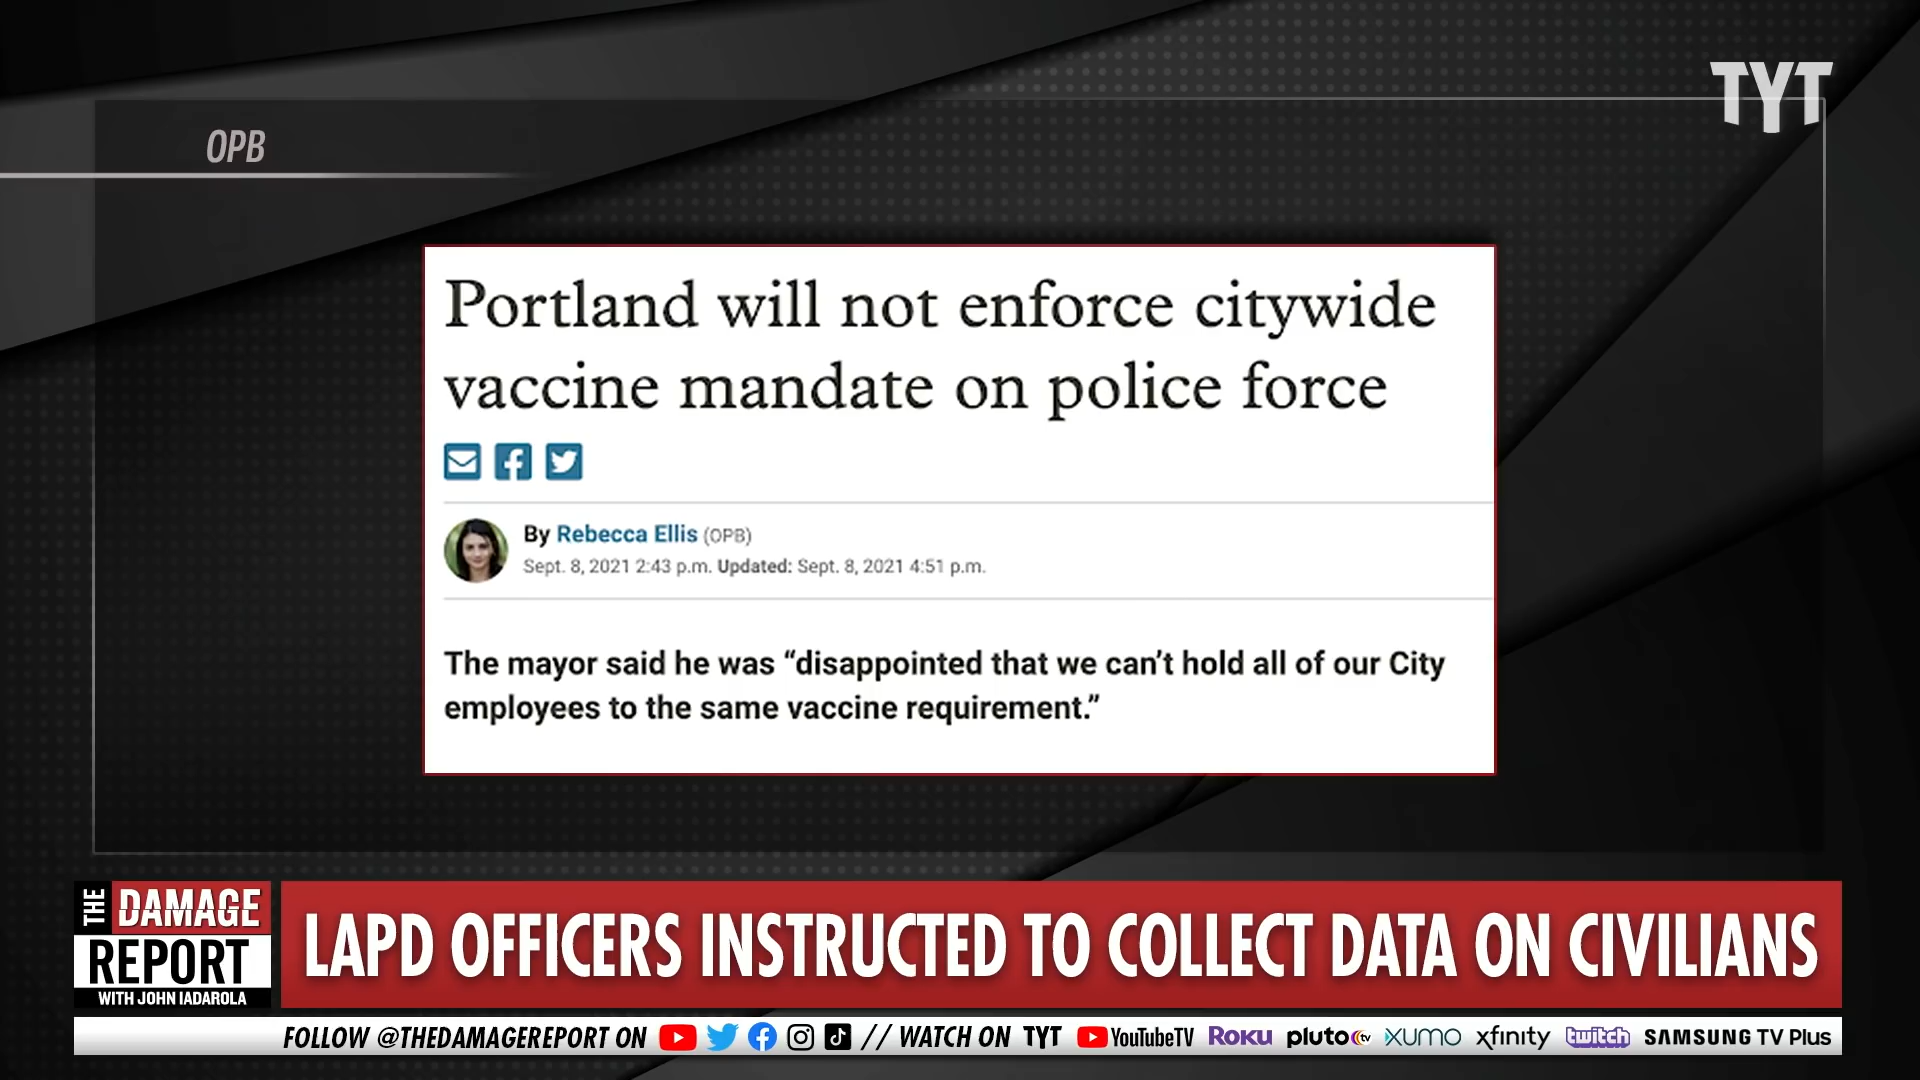 TYT
OPB
Portland will not enforce citywide
vaccine mandate on police force
By Rebecca Ellis (OPB)
Sept. 8, 2021 2:43 p.m. Updated: Sept. 8, 2021 4:51 p.m.
The mayor said he was “disappointed that we can’t hold all of our City
employees to the same vaccine requirement.”
THE DAMAGE
REPORT
WITH JOHN IADAROLA
LAPD OFFICERS INSTRUCTED TO COLLECT DATA ON CIVILIANS
FOLLOW @THEDAMAGEREPORT ON // WATCH ON TYT YouTubeTV ROKU pluto tv XUMO xfinity twitch SAMSUNG TV Plus